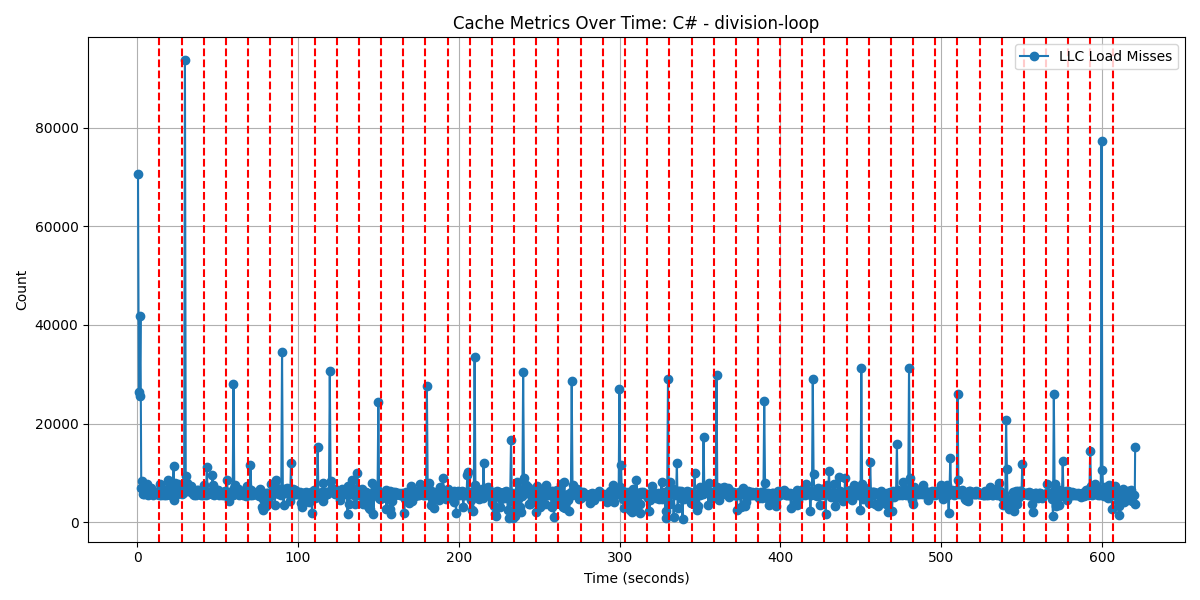 Cache Metrics Over Time: C# - division-loop
LLC Load Misses
Count
80000
60000
40000
20000
0
0 100 200 300 400 500 600
Time (seconds)